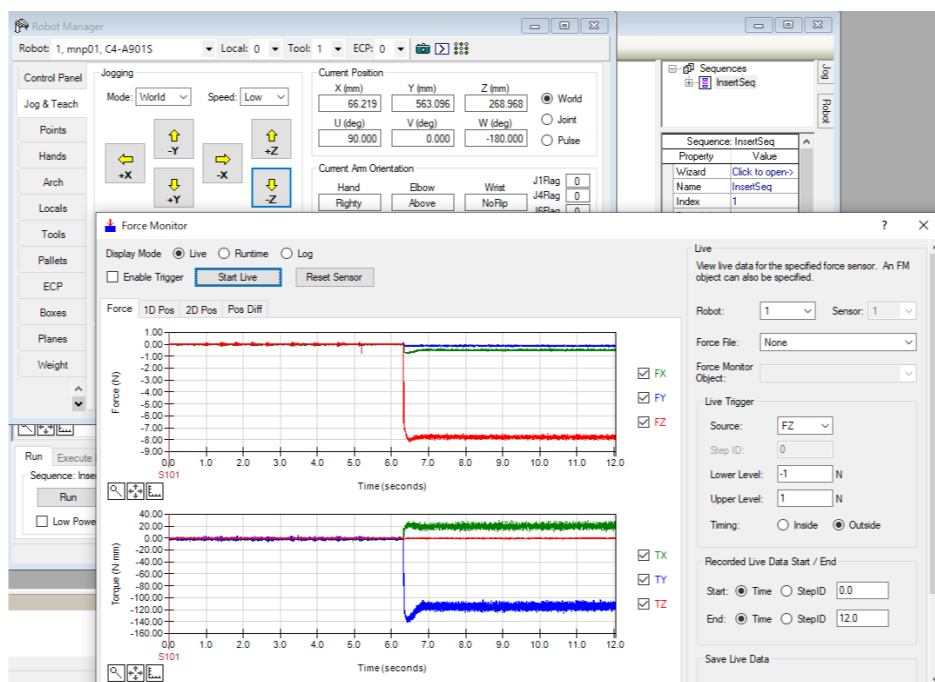 Robot Manager
Robot: 1, mnp01, C4-A901S Local: 0 Tool: 1 ECP: 0
Control Panel
Jog & Teach
Points
Hands
Arch
Locals
Tools
Pallets
ECP
Boxes
Planes
Weight
Jogging
Mode: World Speed: Low
+X
-Y
+Y
-X
+Z
-Z
Current Position
X (mm) Y (mm) Z (mm)
66.219 563.096 268.968
U (deg) V (deg) W (deg)
90.000 0.000 -180.000
World
Joint
Pulse
Current Arm Orientation
Hand Elbow Wrist
Righty Above NoFlip
J1Flag 0
J4Flag 0
Sequences
InsertSeq
Jog
Robot
Sequence: InsertSeq
Property Value
Wizard Click to open->
Name InsertSeq
Index 1
Run Execute
Sequence: Inse
Run
Low Powe
Force Monitor
Display Mode Live Runtime Log
Enable Trigger Start Live Reset Sensor
Force 1D Pos 2D Pos Pos Diff
Force (N)
1.00
0.00
-1.00
-2.00
-3.00
-4.00
-5.00
-6.00
-7.00
-8.00
-9.00
0.0 1.0 2.0 3.0 4.0 5.0 6.0 7.0 8.0 9.0 10.0 11.0 12.0
S101
Time (seconds)
FX
FY
FZ
Torque (N·mm)
40.00
20.00
0.00
-20.00
-40.00
-60.00
-80.00
-100.00
-120.00
-140.00
-160.00
0.0 1.0 2.0 3.0 4.0 5.0 6.0 7.0 8.0 9.0 10.0 11.0 12.0
S101
Time (seconds)
TX
TY
TZ
Live
View live data for the specified force sensor. An FM
object can also be specified.
Robot: 1 Sensor: 1
Force File: None
Force Monitor
Object:
Live Trigger
Source: FZ
Step ID: 0
Lower Level: -1 N
Upper Level: 1 N
Timing: Inside Outside
Recorded Live Data Start / End
Start: Time StepID 0.0
End: Time StepID 12.0
Save Live Data